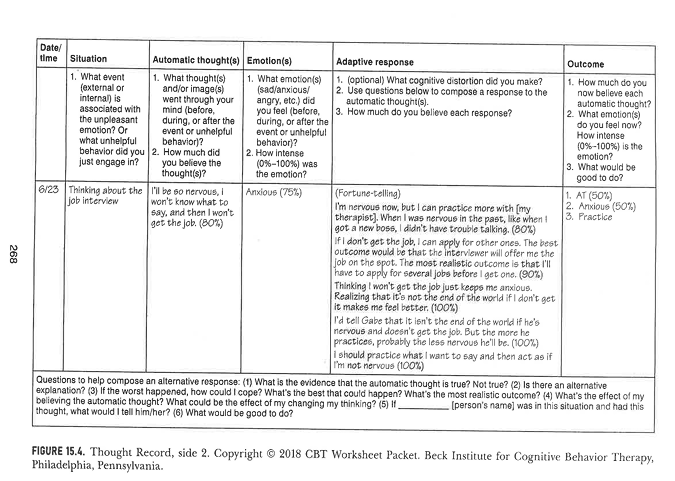 Date/
time
Situation
Automatic thought(s)
Emotion(s)
Adaptive response
Outcome
1. What event
(external or
internal) is
associated with
the unpleasant
emotion? Or
what unhelpful
behavior did you
just engage in?
1. What thought(s)
and/or image(s)
went through your
mind (before,
during, or after the
event or unhelpful
behavior)?
2. How much did
you believe the
thought(s)?
1. What emotion(s)
(sad/anxious/
angry, etc.) did
you feel (before,
during, or after the
event or unhelpful
behavior)?
2. How intense
(0%–100%) was
the emotion?
1. (optional) What cognitive distortion did you make?
2. Use questions below to compose a response to the
automatic thought(s).
3. How much do you believe each response?
1. How much do you
now believe each
automatic thought?
2. What emotion(s)
do you feel now?
How intense
(0%–100%) is the
emotion?
3. What would be
good to do?
6/23
Thinking about the
job interview
I'll be so nervous, I
won't know what to
say, and then I won't
get the job. (80%)
Anxious (75%)
(Fortune-telling)
I'm nervous now, but I can practice more with [my
therapist]. When I was nervous in the past, like when I
got a new boss, I didn't have trouble talking. (80%)
If I don't get the job, I can apply for other ones. The best
outcome would be that the interviewer will offer me the
job on the spot. The most realistic outcome is that I'll
have to apply for several jobs before I get one. (90%)
Thinking I won't get the job just keeps me anxious.
Realizing that it's not the end of the world if I don't get
it makes me feel better. (100%)
I'd tell Gabe that it isn't the end of the world if he's
nervous and doesn't get the job. But the more he
practices, probably the less nervous he'll be. (100%)
I should practice what I want to say and then act as if
I'm not nervous (100%)
1. AT (50%)
2. Anxious (50%)
3. Practice
Questions to help compose an alternative response: (1) What is the evidence that the automatic thought is true? Not true? (2) Is there an alternative
explanation? (3) If the worst happened, how could I cope? What's the best that could happen? What's the most realistic outcome? (4) What's the effect of my
believing the automatic thought? What could be the effect of my changing my thinking? (5) If __________ [person's name] was in this situation and had this
thought, what would I tell him/her? (6) What would be good to do?
268
FIGURE 15.4. Thought Record, side 2. Copyright © 2018 CBT Worksheet Packet. Beck Institute for Cognitive Behavior Therapy,
Philadelphia, Pennsylvania.